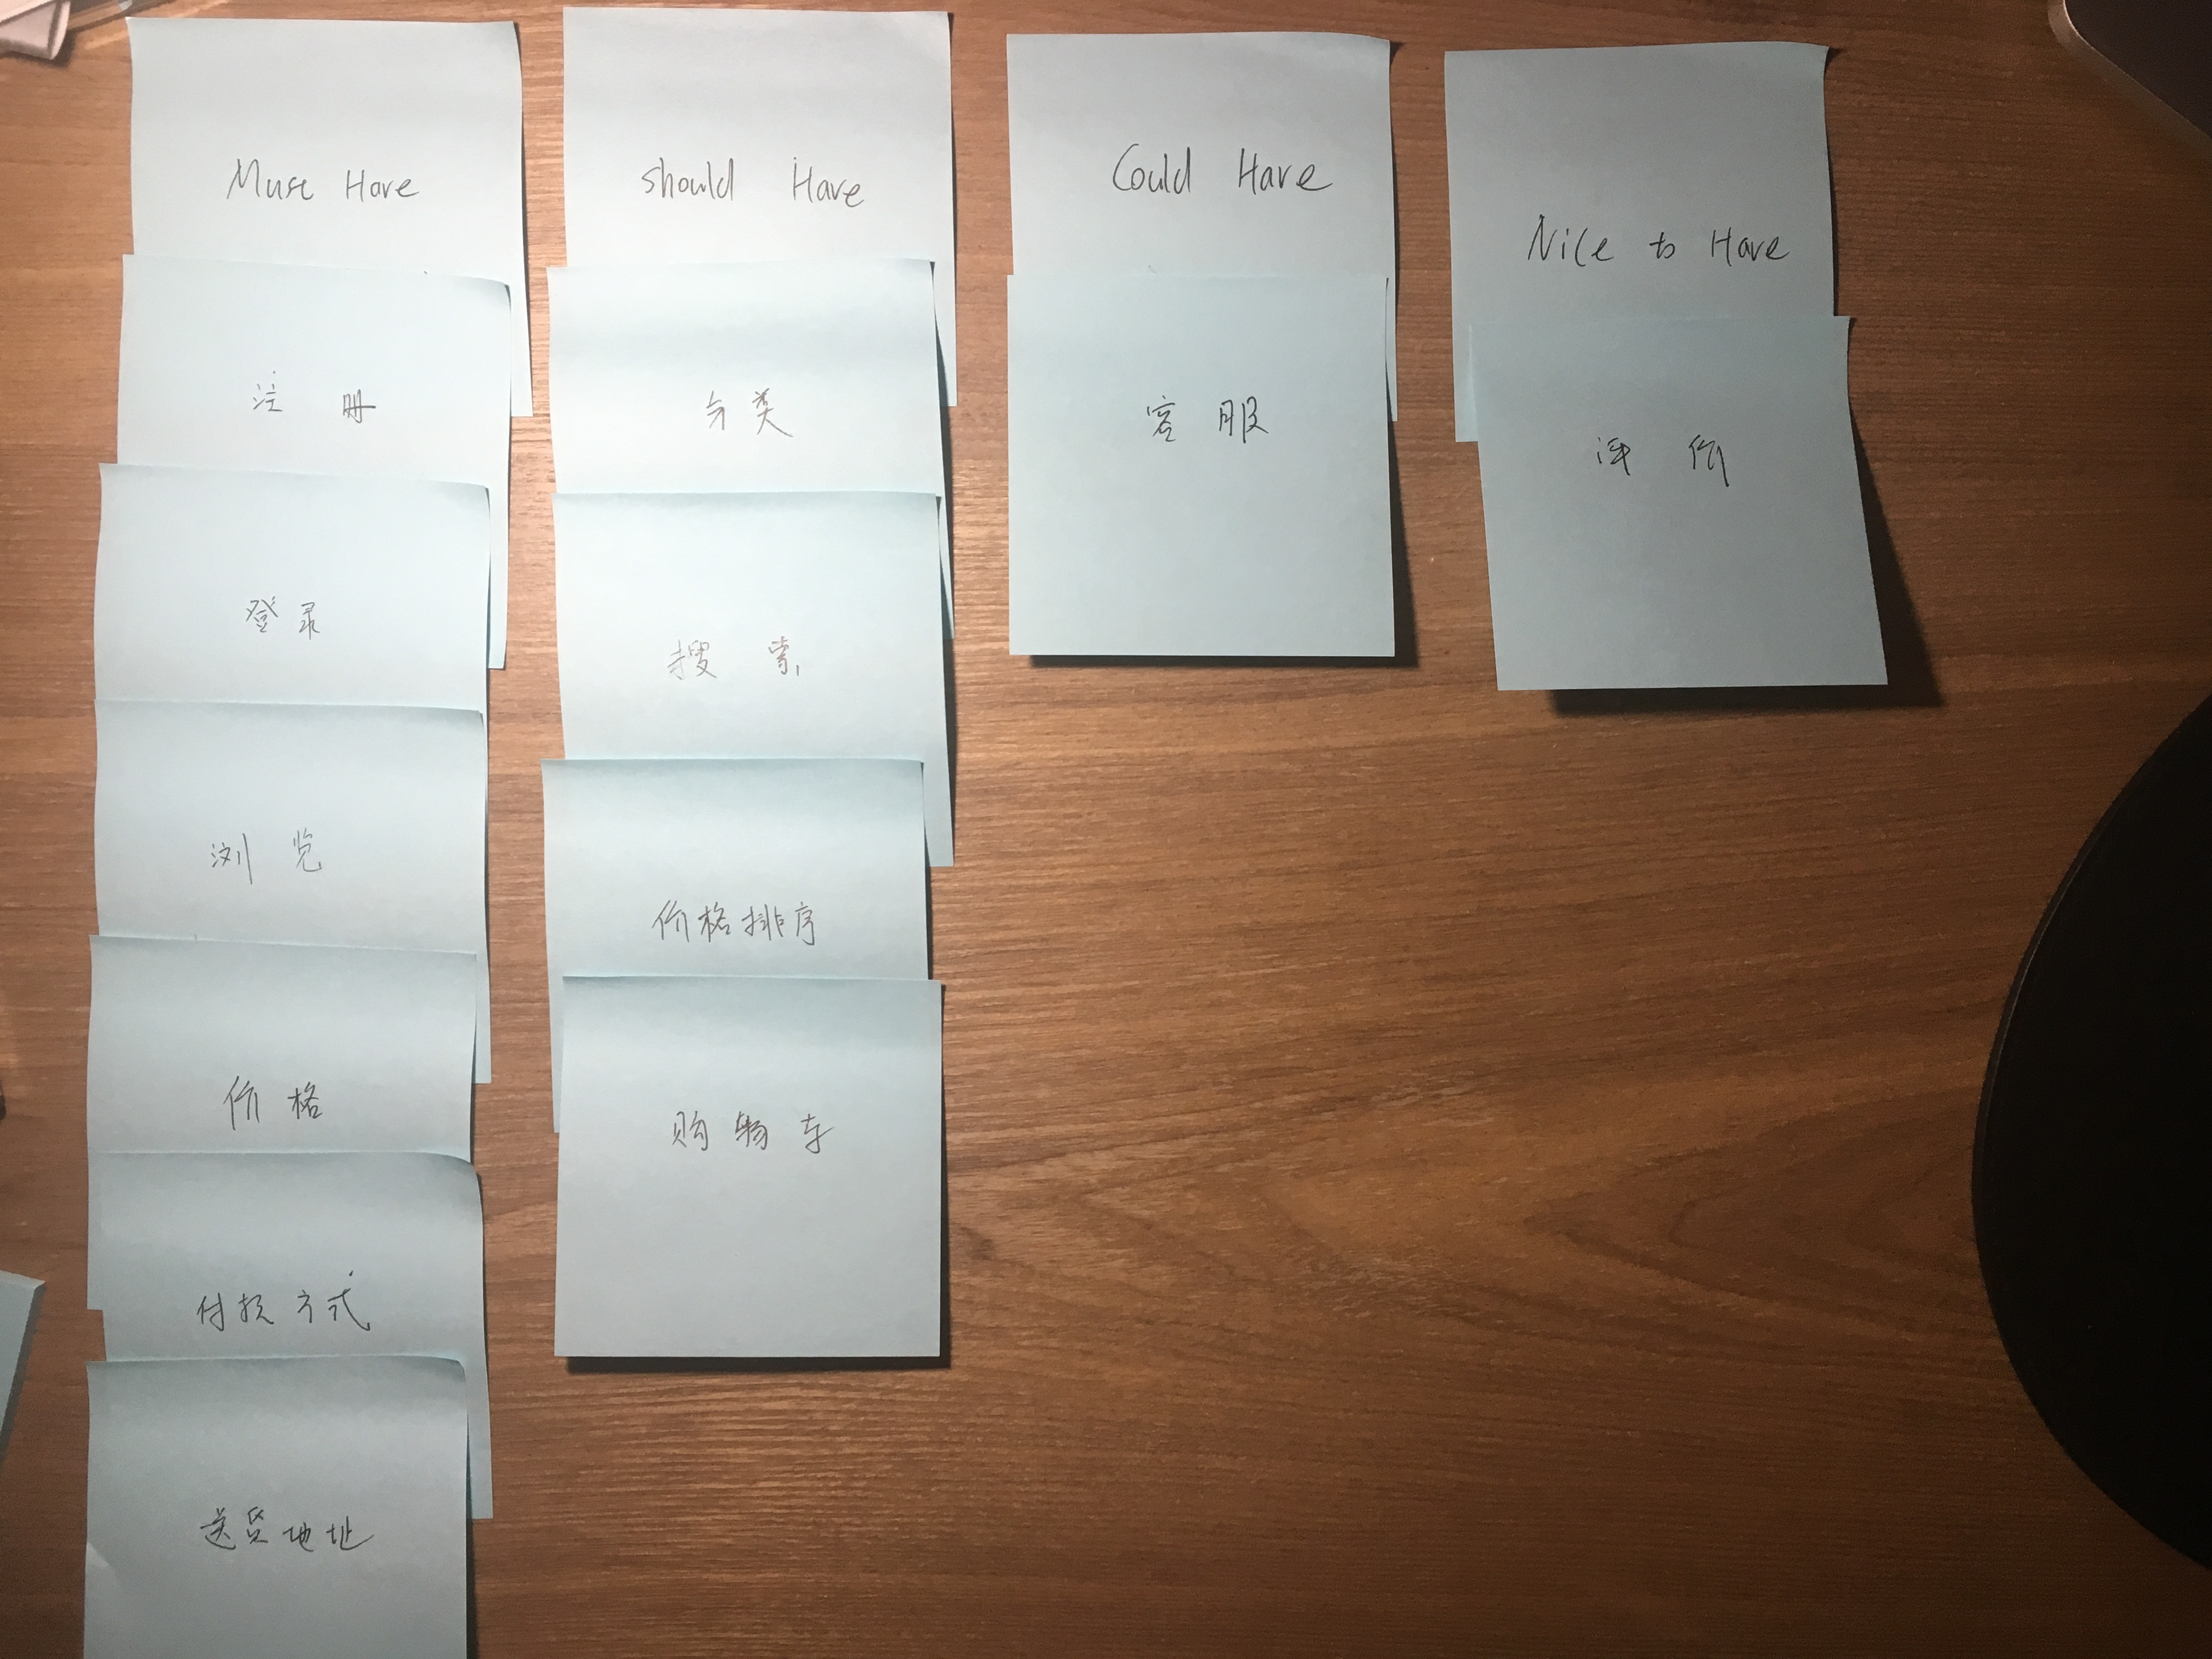 Muse Have
注册
登录
浏览
价格
付技方式
送货地址
should Have
分类
搜索
价格排序
购物车
Could Have
客服
Nice to Have
评价